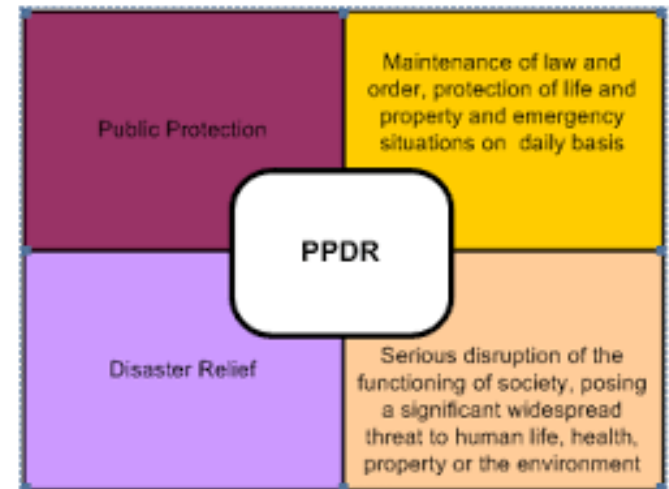 Public Protection
Maintenance of law and
order, protection of life and
property and emergency
situations on daily basis
PPDR
Disaster Relief
Serious disruption of the
functioning of society, posing
a significant widespread
threat to human life, health,
property or the environment